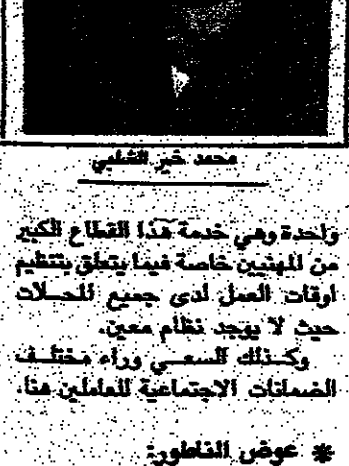 محمد خير الشلبي
واحدة وهي خدمة هذا القطاع الكبير
من المهنيين خاصة فيما يتعلق بتنظيم
اوقات العمل لدى جميع المحلات
حيث لا يوجد نظام معين.
وكذلك السعي وراء مختلف
الضمانات الاجتماعية للعاملين هنا.
* عوض الناطور: